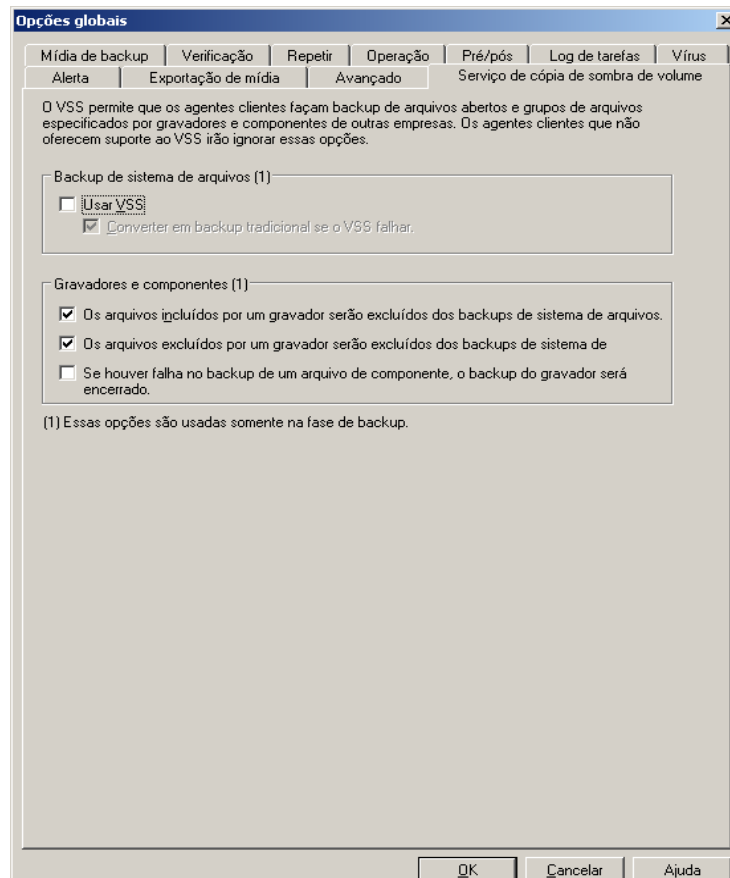 Opções globais
Mídia de backup Verificação Repetir Operação Pré/pós Log de tarefas Vírus
Alerta Exportação de mídia Avançado Serviço de cópia de sombra de volume
O VSS permite que os agentes clientes façam backup de arquivos abertos e grupos de arquivos
especificados por gravadores e componentes de outras empresas. Os agentes clientes que não
oferecem suporte ao VSS irão ignorar essas opções.
Backup de sistema de arquivos (1)
Usar VSS
Converter em backup tradicional se o VSS falhar.
Gravadores e componentes (1)
Os arquivos incluídos por um gravador serão excluídos dos backups de sistema de arquivos.
Os arquivos excluídos por um gravador serão excluídos dos backups de sistema de
Se houver falha no backup de um arquivo de componente, o backup do gravador será
encerrado.
(1) Essas opções são usadas somente na fase de backup.
OK Cancelar Ajuda